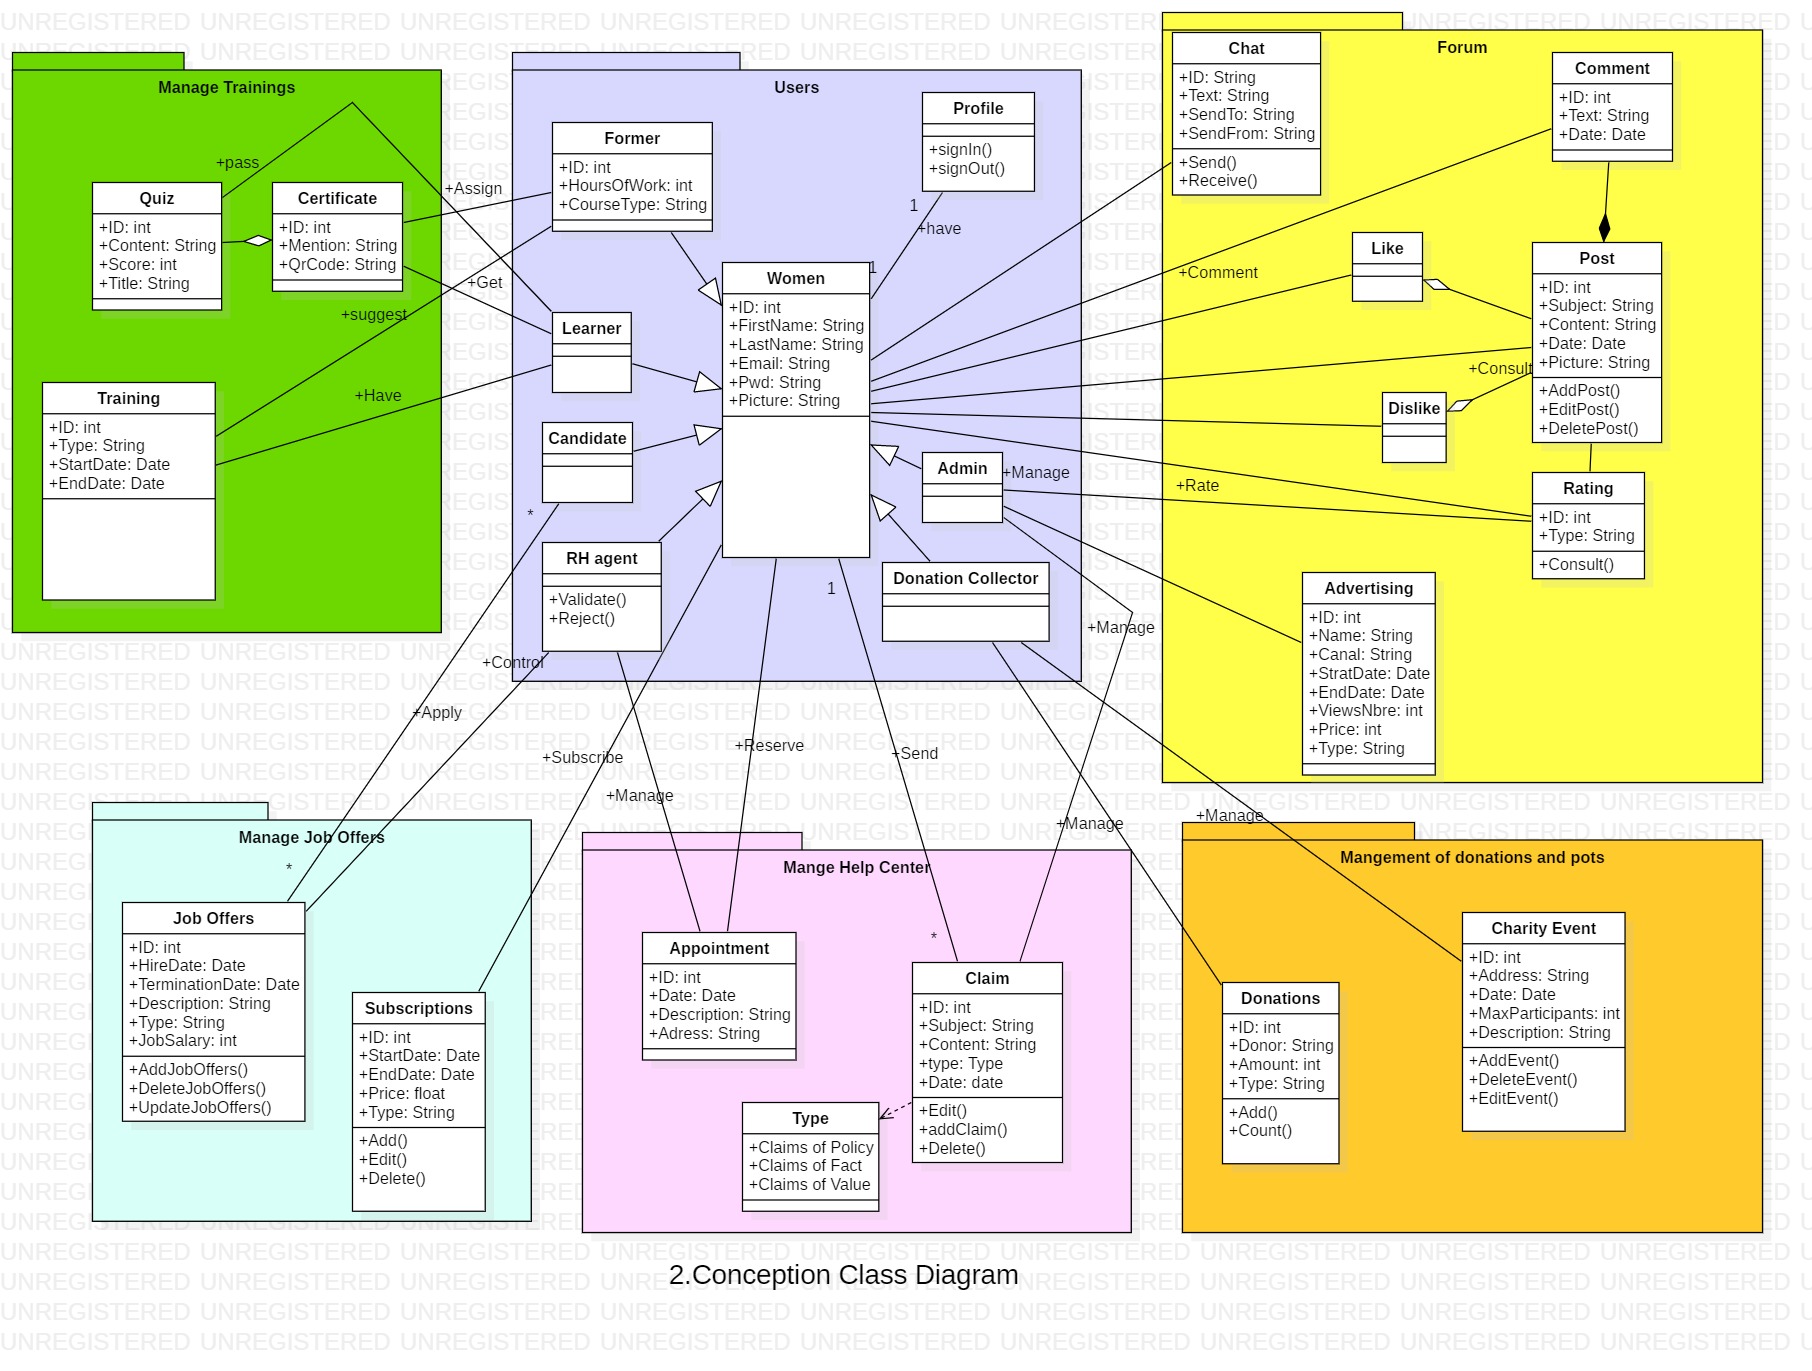 Manage Trainings
+pass
Quiz
+ID: int
+Content: String
+Score: int
+Title: String
Certificate
+ID: int
+Mention: String
+QrCode: String
+Assign
+Get
+suggest
+Have
Training
+ID: int
+Type: String
+StartDate: Date
+EndDate: Date
Users
Former
+ID: int
+HoursOfWork: int
+CourseType: String
Profile
+signIn()
+signOut()
1
+have
1
Women
+ID: int
+FirstName: String
+LastName: String
+Email: String
+Pwd: String
+Picture: String
Learner
Candidate
*
RH agent
+Validate()
+Reject()
Admin
+Manage
Donation Collector
1
+Manage
Forum
Chat
+ID: String
+Text: String
+SendTo: String
+SendFrom: String
+Send()
+Receive()
Comment
+ID: int
+Text: String
+Date: Date
+Comment
Like
Post
+ID: int
+Subject: String
+Content: String
+Date: Date
+Picture: String
+AddPost()
+EditPost()
+DeletePost()
+Consult
Dislike
+Rate
Rating
+ID: int
+Type: String
+Consult()
Advertising
+ID: int
+Name: String
+Canal: String
+StratDate: Date
+EndDate: Date
+ViewsNbre: int
+Price: int
+Type: String
+Control
+Apply
+Subscribe
+Reserve
+Send
+Manage
+Manage
+Manage
Manage Job Offers
*
Job Offers
+ID: int
+HireDate: Date
+TerminationDate: Date
+Description: String
+Type: String
+JobSalary: int
+AddJobOffers()
+DeleteJobOffers()
+UpdateJobOffers()
Subscriptions
+ID: int
+StartDate: Date
+EndDate: Date
+Price: float
+Type: String
+Add()
+Edit()
+Delete()
Mange Help Center
Appointment
+ID: int
+Date: Date
+Description: String
+Adress: String
*
Claim
+ID: int
+Subject: String
+Content: String
+type: Type
+Date: date
+Edit()
+addClaim()
+Delete()
Type
+Claims of Policy
+Claims of Fact
+Claims of Value
Mangement of donations and pots
Donations
+ID: int
+Donor: String
+Amount: int
+Type: String
+Add()
+Count()
Charity Event
+ID: int
+Address: String
+Date: Date
+MaxParticipants: int
+Description: String
+AddEvent()
+DeleteEvent()
+EditEvent()
2.Conception Class Diagram
UNREGISTERED UNREGISTERED UNREGISTERED UNREGISTERED UNREGISTERED UNREGISTERED UNREGISTERED UNREGISTERED UNREGISTERED